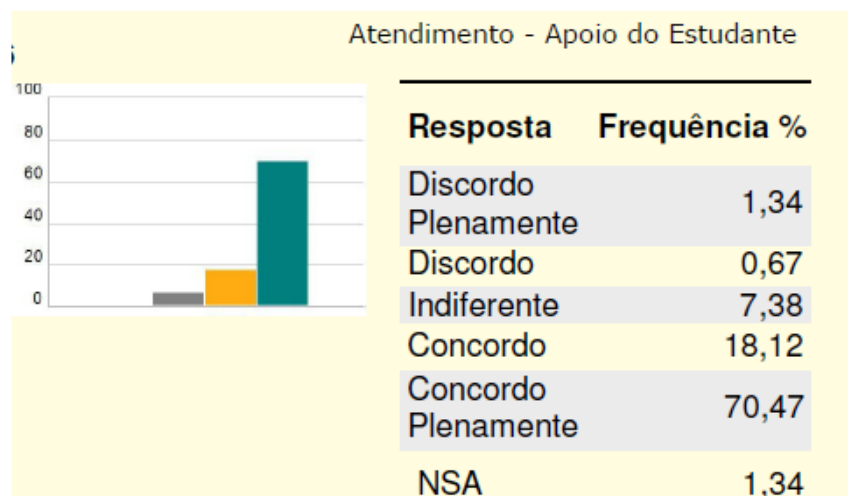 Atendimento - Apoio do Estudante
100
80
60
40
20
0
Resposta Frequência %
Discordo
Plenamente 1,34
Discordo 0,67
Indiferente 7,38
Concordo 18,12
Concordo
Plenamente 70,47
NSA 1,34